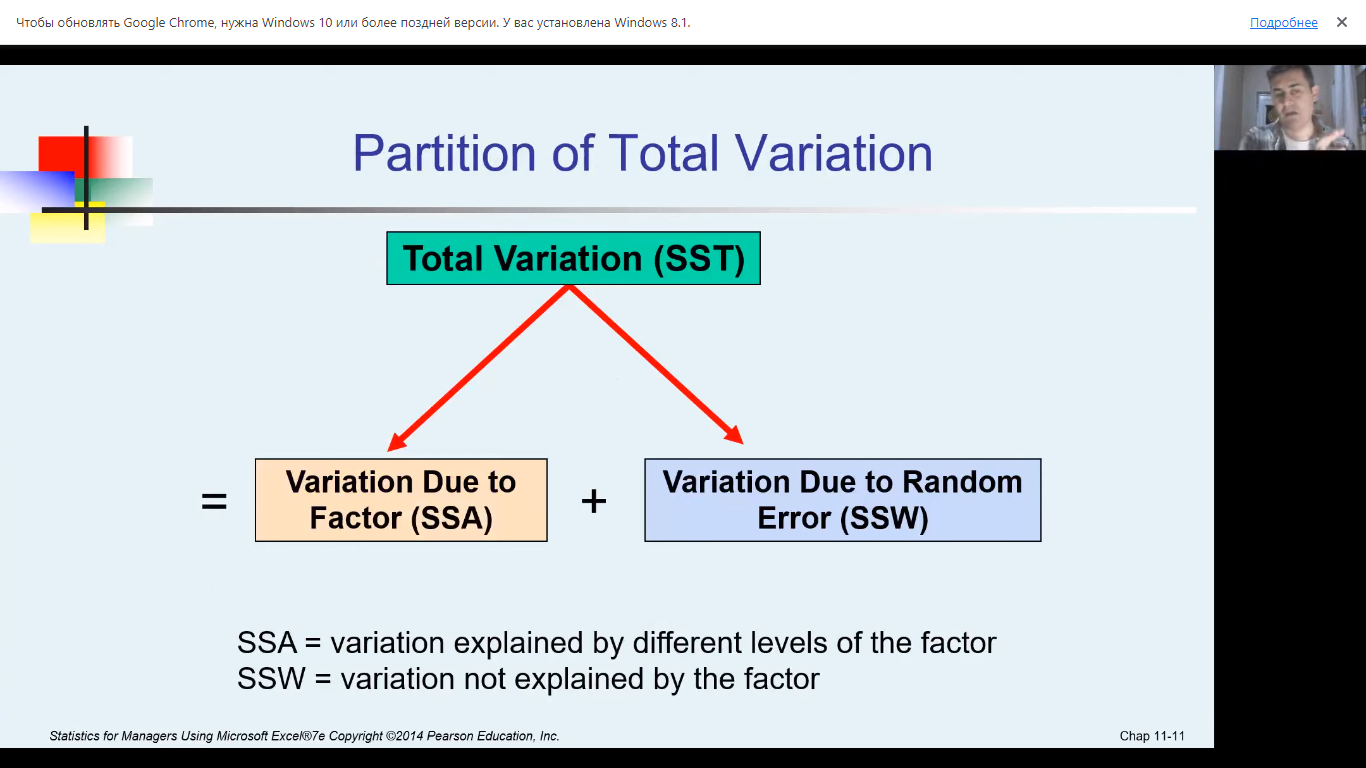 Чтобы обновлять Google Chrome, нужна Windows 10 или более поздней версии. У вас установлена Windows 8.1.
Подробнее
Partition of Total Variation
Total Variation (SST)
=
Variation Due to
Factor (SSA)
+
Variation Due to Random
Error (SSW)
SSA = variation explained by different levels of the factor
SSW = variation not explained by the factor
Statistics for Managers Using Microsoft Excel®7e Copyright ©2014 Pearson Education, Inc.
Chap 11-11